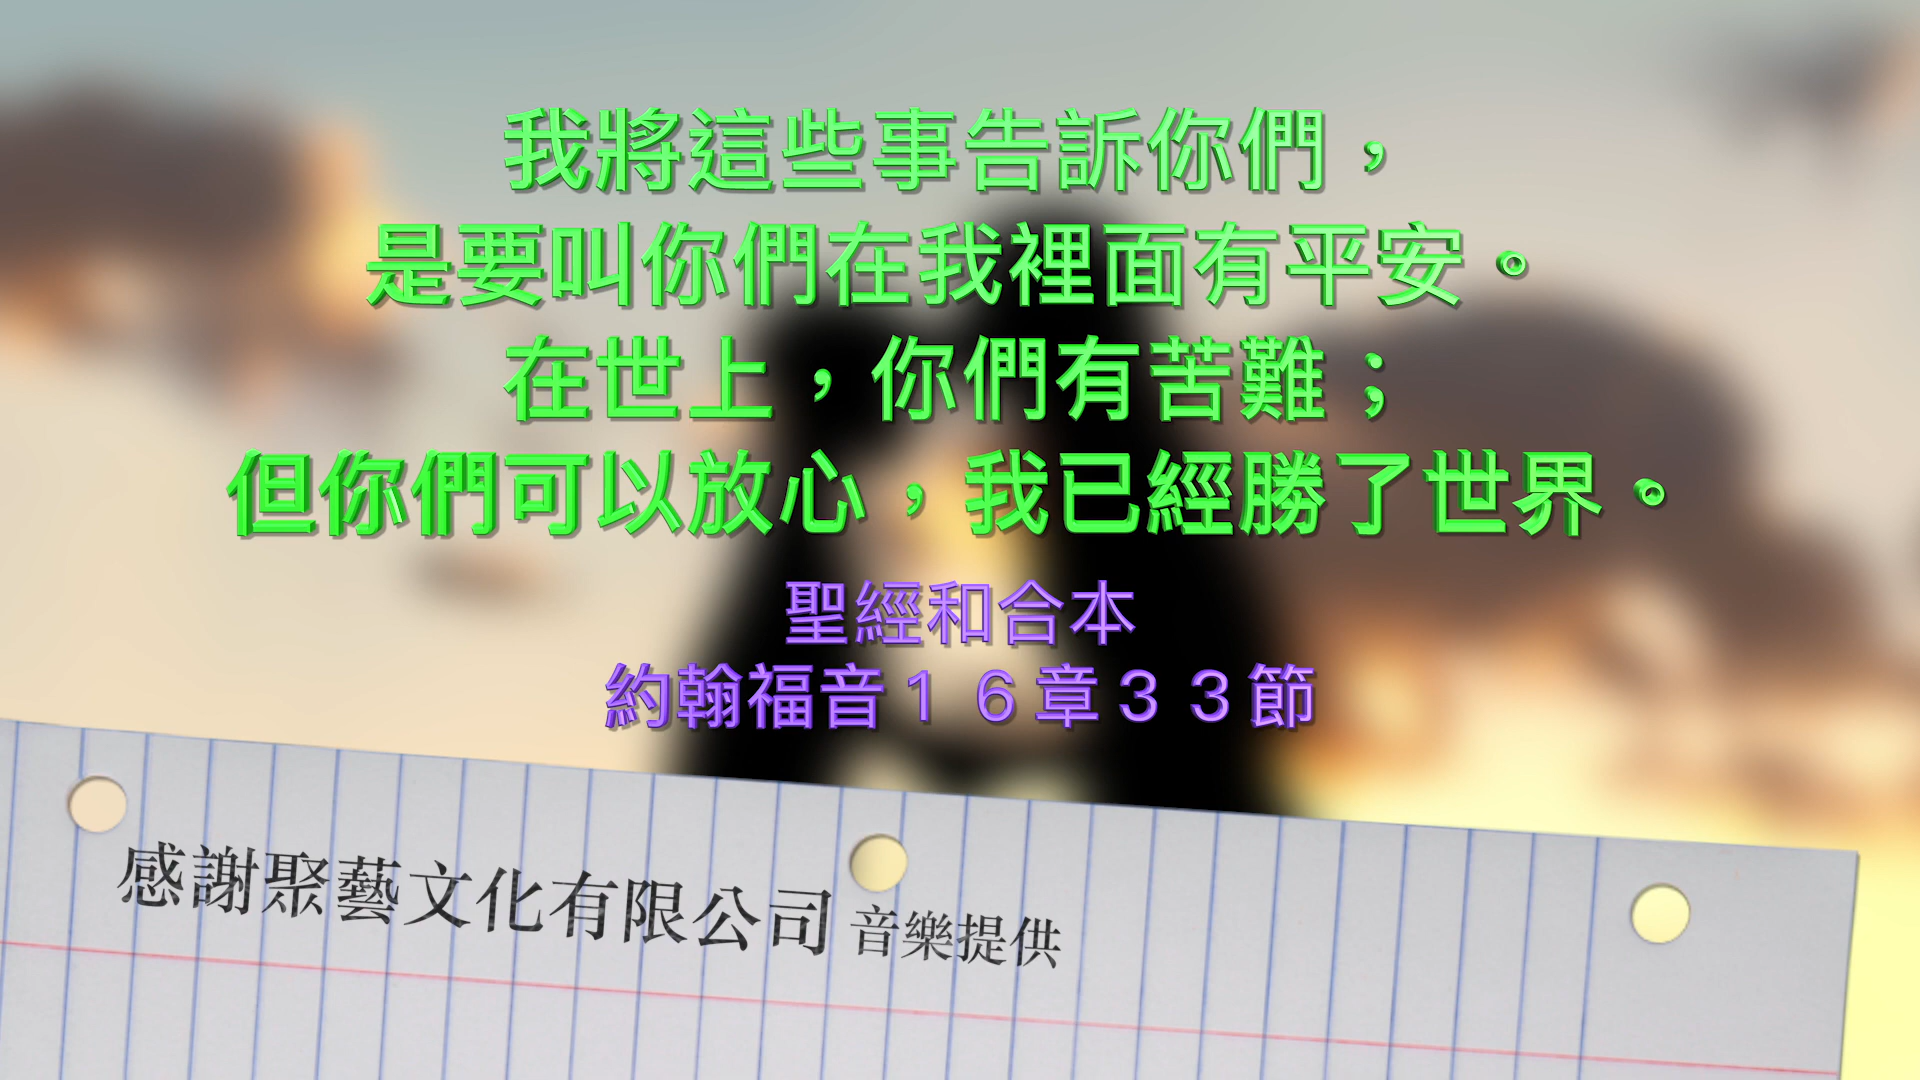 我將這些事告訴你們，
是要叫你們在我裡面有平安。
在世上，你們有苦難；
但你們可以放心，我已經勝了世界。
聖經和合本
約翰福音１６章３３節
感謝聚藝文化有限公司 音樂提供